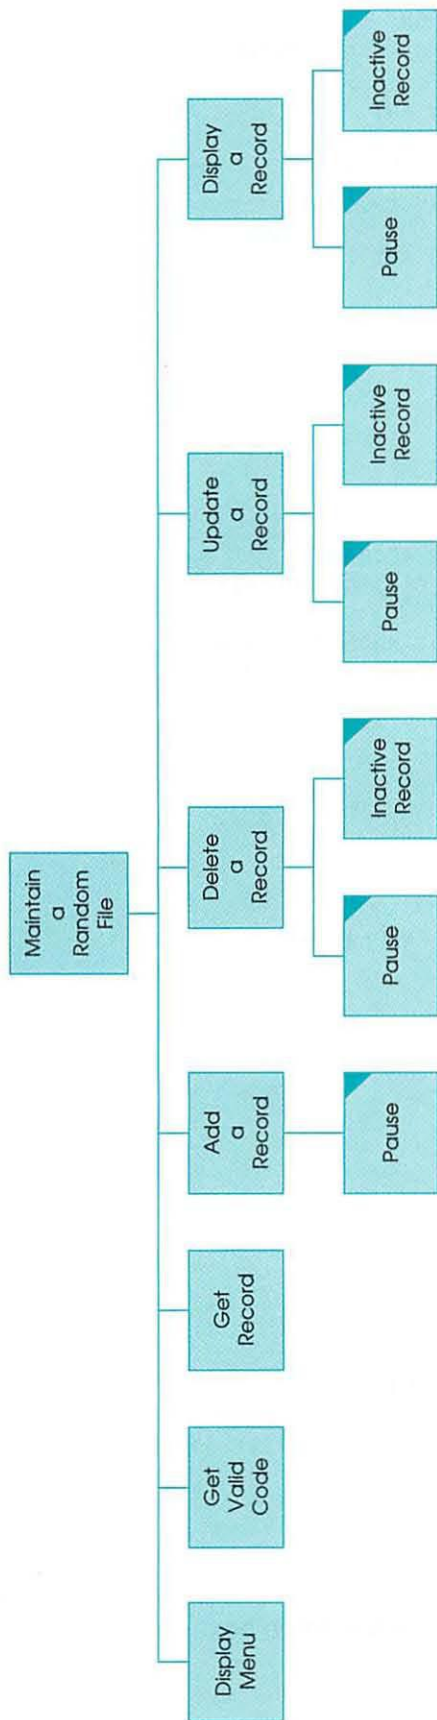 Maintain
a
Random
File
Display
Menu
Get
Valid
Code
Get
Record
Add
a
Record
Delete
a
Record
Update
a
Record
Display
a
Record
Pause
Pause
Inactive
Record
Pause
Inactive
Record
Pause
Inactive
Record